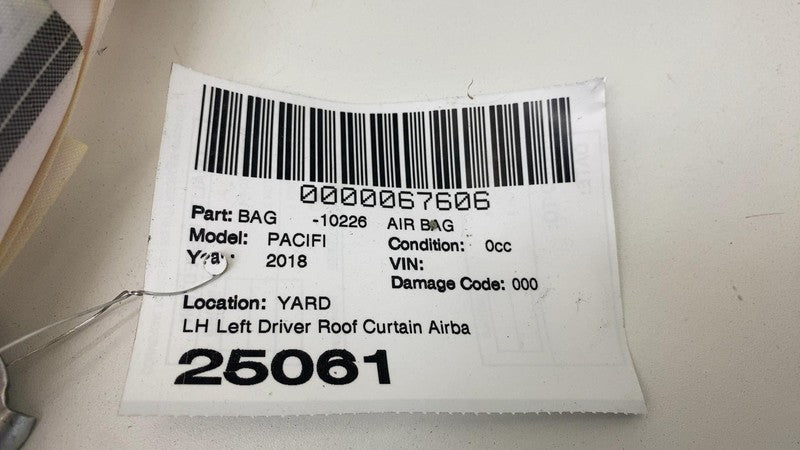 0000067606
Part: BAG -10226 AIR BAG
Model: PACIFI Condition: 0cc
Year: 2018 VIN:
Damage Code: 000
Location: YARD
LH Left Driver Roof Curtain Airba
25061